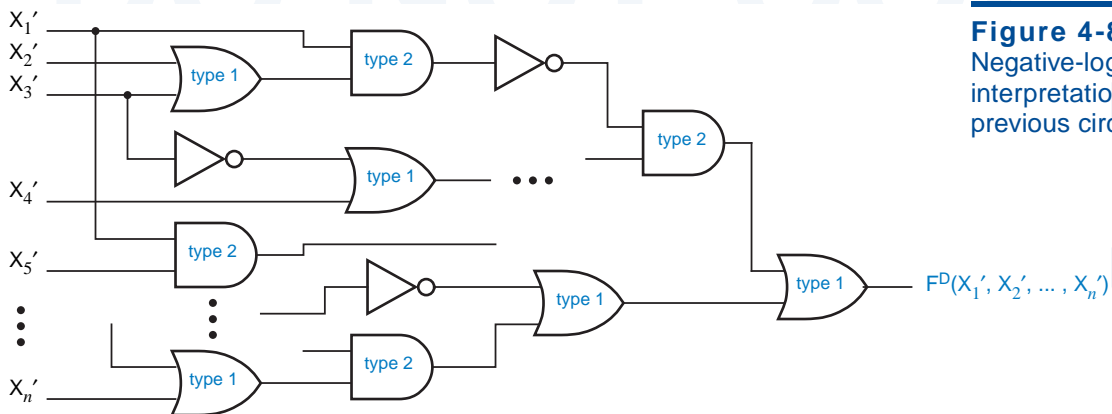 X1′
X2′
X3′
X4′
X5′
Xn′
type 1
type 2
type 2
type 1
type 2
type 1
type 2
type 1
type 1
F^D(X1′, X2′, ... , Xn′)
Figure 4-8
Negative-log
interpretatio
previous circ